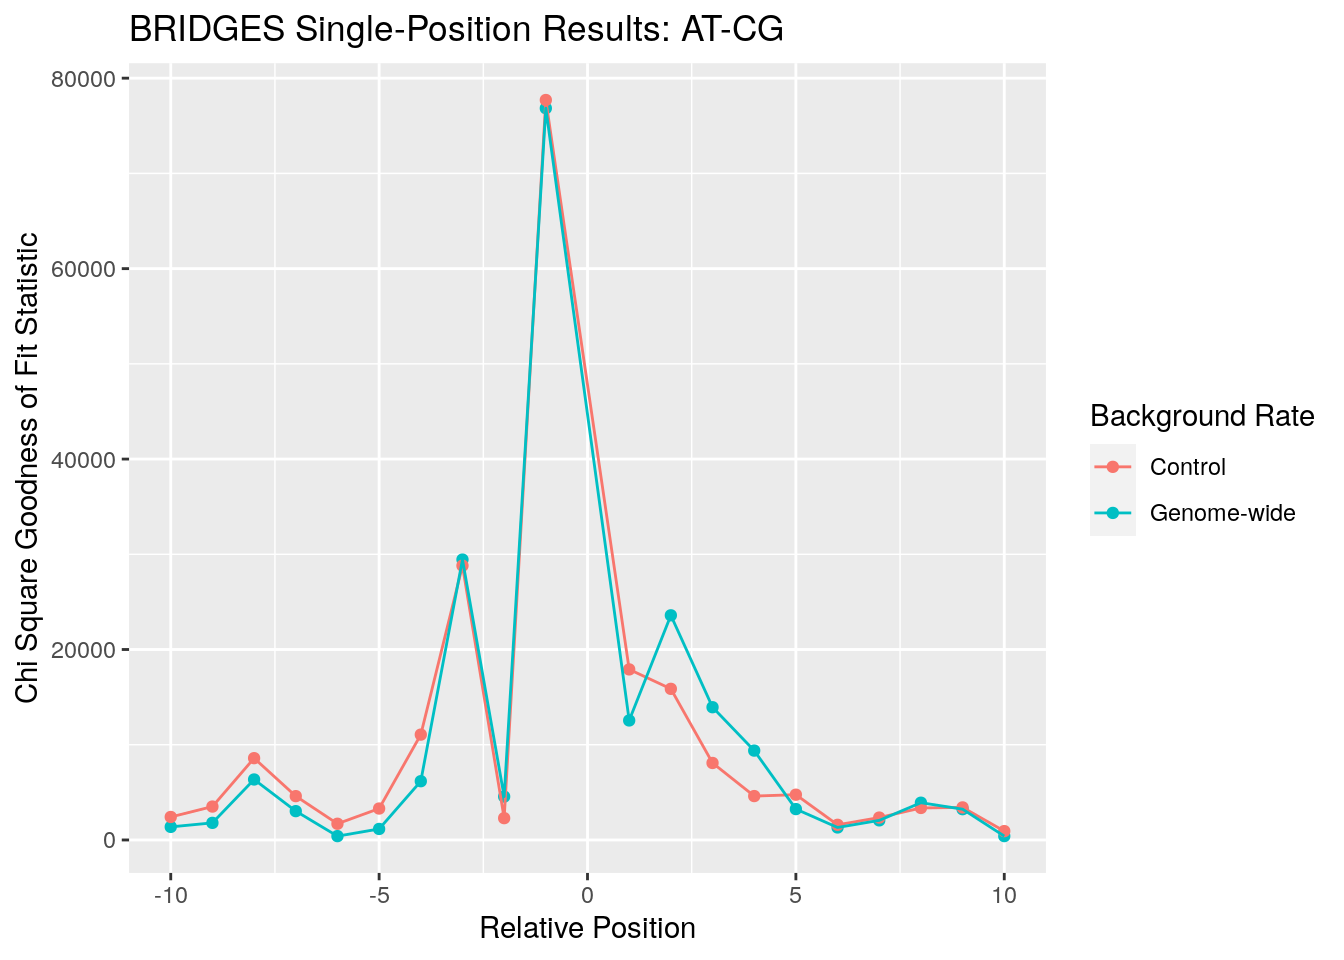 BRIDGES Single-Position Results: AT-CG
Chi Square Goodness of Fit Statistic
80000
60000
40000
20000
0
-10
-5
0
5
10
Relative Position
Background Rate
Control
Genome-wide